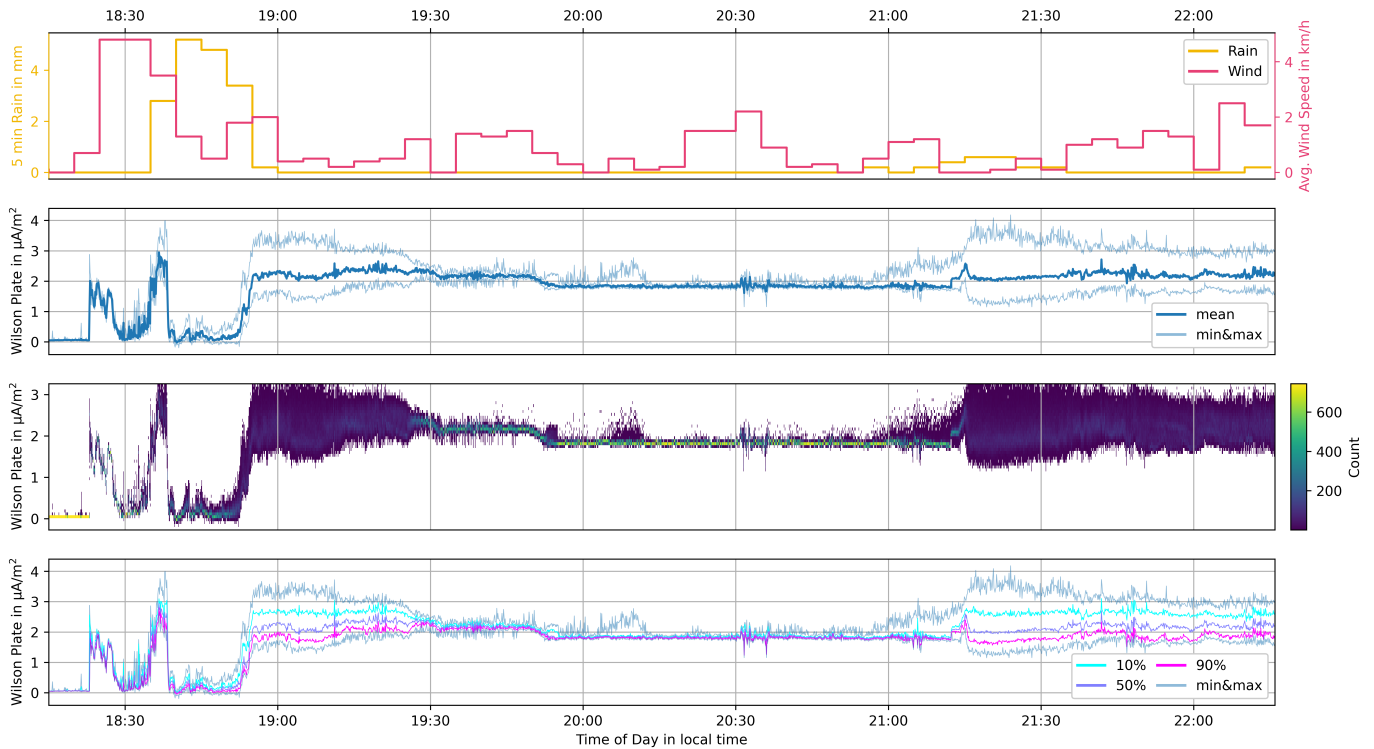 18:30 19:00 19:30 20:00 20:30 21:00 21:30 22:00
5 min Rain in mm
4
2
0
Rain
Wind
4
2
0
Avg. Wind Speed in km/h
Wilson Plate in µA/m²
4
3
2
1
0
mean
min&max
Wilson Plate in µA/m²
3
2
1
0
600
400
200
Count
Wilson Plate in µA/m²
4
3
2
1
0
10% 90%
50% min&max
18:30 19:00 19:30 20:00 20:30 21:00 21:30 22:00
Time of Day in local time